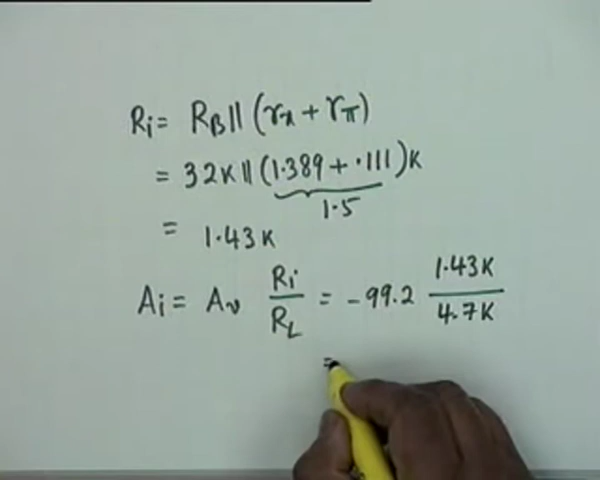 Ri = RB || (rx + rπ)
= 32K || (1.389 + .111)K
1.5
= 1.43K
Ai = Av Ri/RL = -99.2 1.43K/4.7K
=